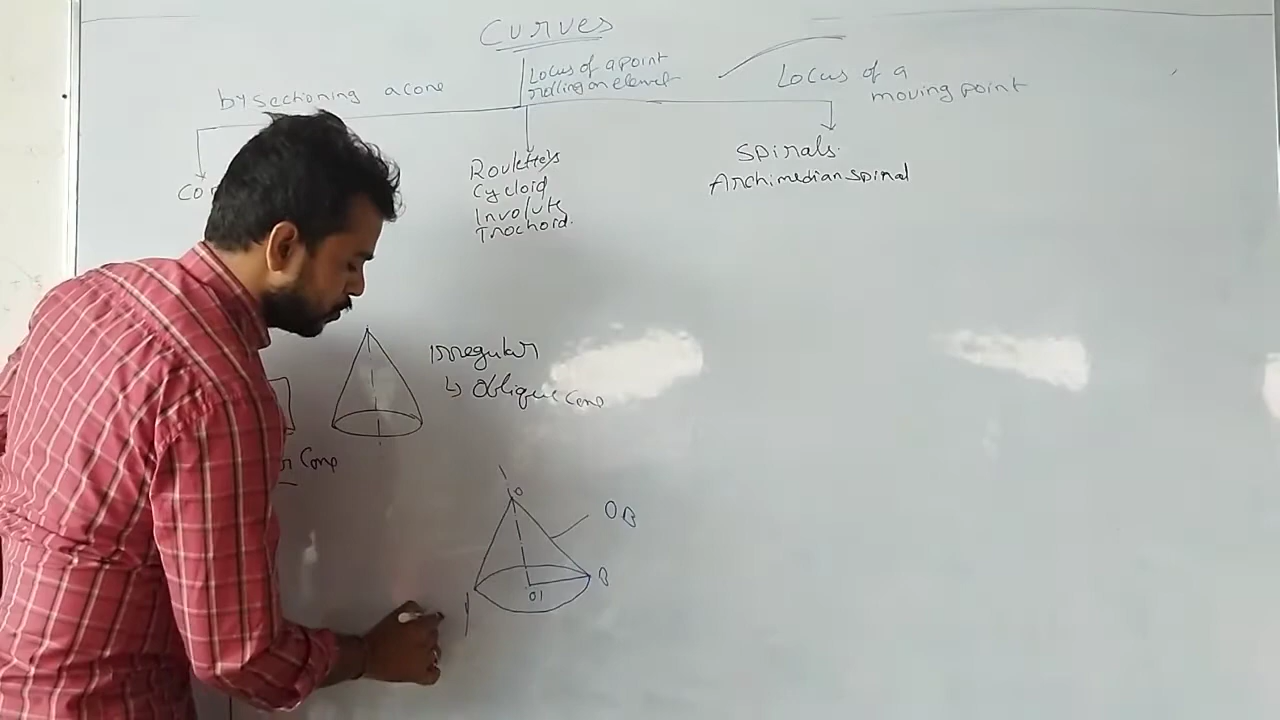 Curves
by sectioning a cone
Locus of a point
rolling on element
Locus of a
moving point
Co
Roulettes
Cycloid
Involute
Trochoid.
Spirals.
Archimedian spiral
Irregular
↳ Oblique cone
Cone
O
OB
B
O1